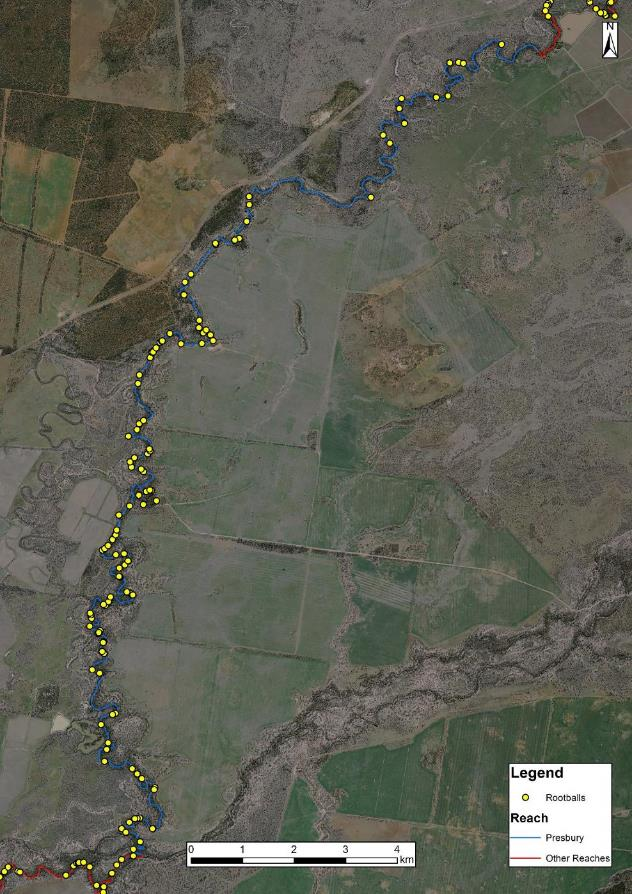 N
Legend
Rootballs
Reach
Presbury
Other Reaches
0 1 2 3 4
km